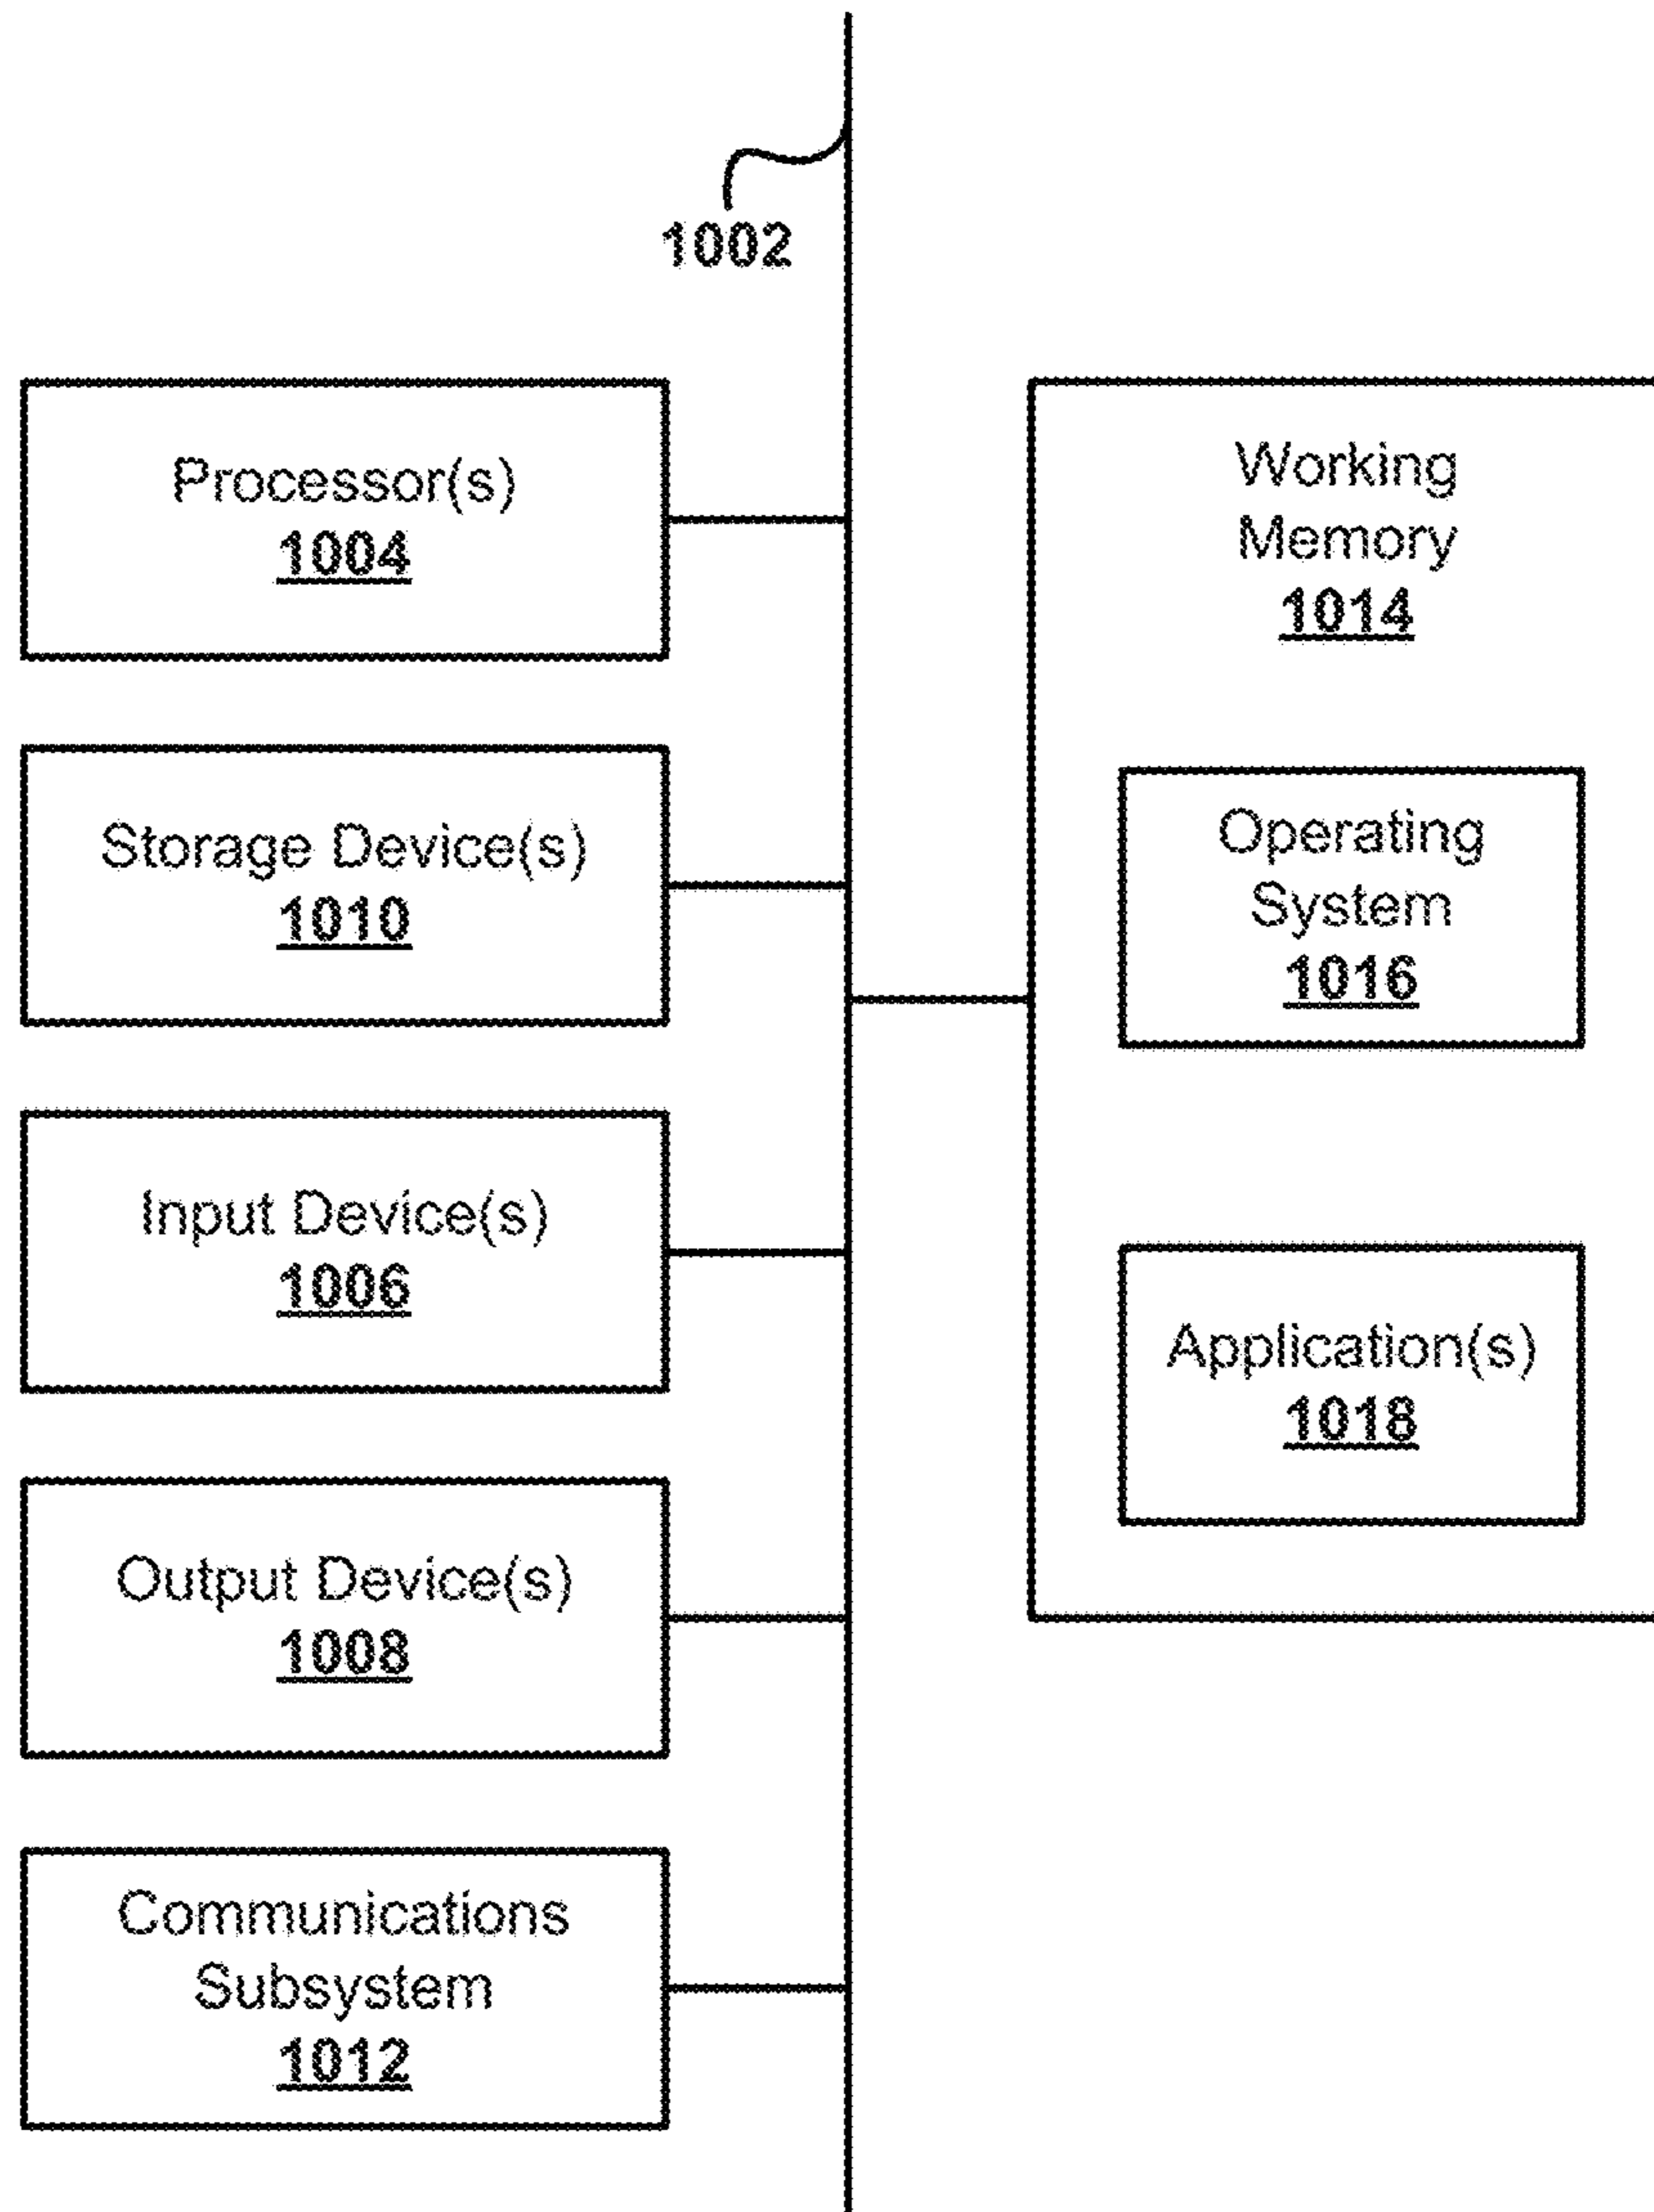 1002
Processor(s)
1004
Storage Device(s)
1010
Input Device(s)
1006
Output Device(s)
1008
Communications
Subsystem
1012
Working
Memory
1014
Operating
System
1016
Application(s)
1018